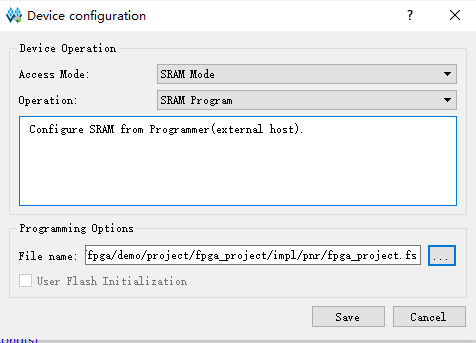 Device configuration
Device Operation
Access Mode: SRAM Mode
Operation: SRAM Program
Configure SRAM from Programmer(external host).
Programming Options
File name: fpga/demo/project/fpga_project/impl/pnr/fpga_project.fs ...
User Flash Initialization
Save Cancel